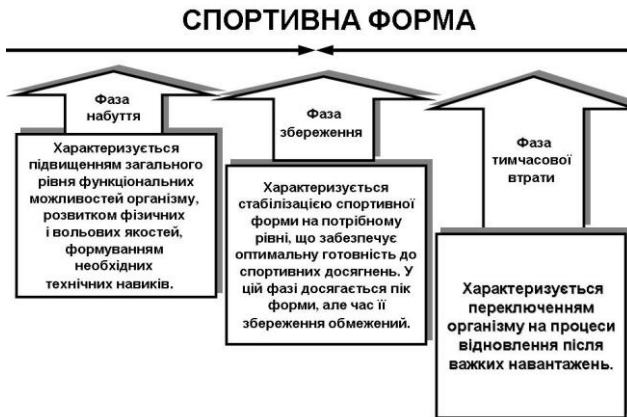 СПОРТИВНА ФОРМА
Фаза
набуття
Характеризується
підвищенням загального
рівня функціональних
можливостей організму,
розвитком фізичних
і вольових якостей,
формуванням
необхідних
технічних навиків.
Фаза
збереження
Характеризується
стабілізацією спортивної
форми на потрібному
рівні, що забезпечує
оптимальну готовність до
спортивних досягнень. У
цій фазі досягається пік
форми, але час її
збереження обмежений.
Фаза
тимчасової
втрати
Характеризується
переключенням
організму на процеси
відновлення після
важких навантажень.